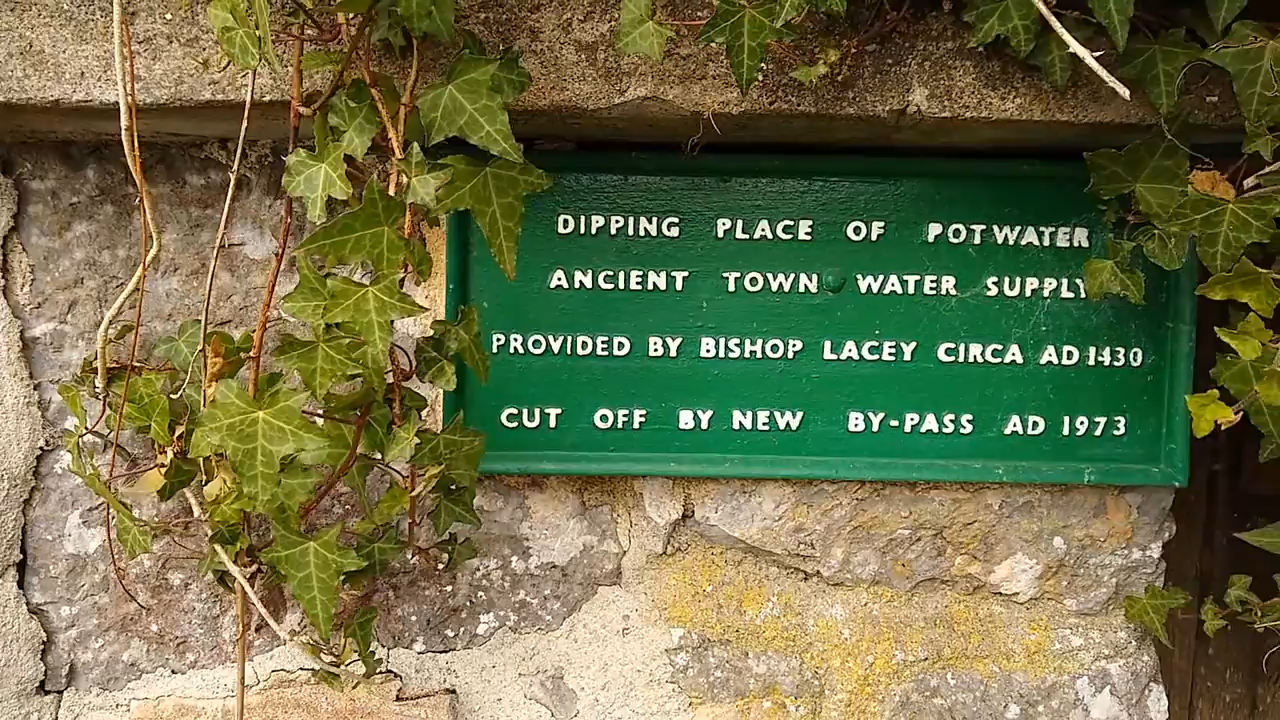 DIPPING PLACE OF POTWATER
ANCIENT TOWN WATER SUPPLY
PROVIDED BY BISHOP LACEY CIRCA AD 1430
CUT OFF BY NEW BY-PASS AD 1973